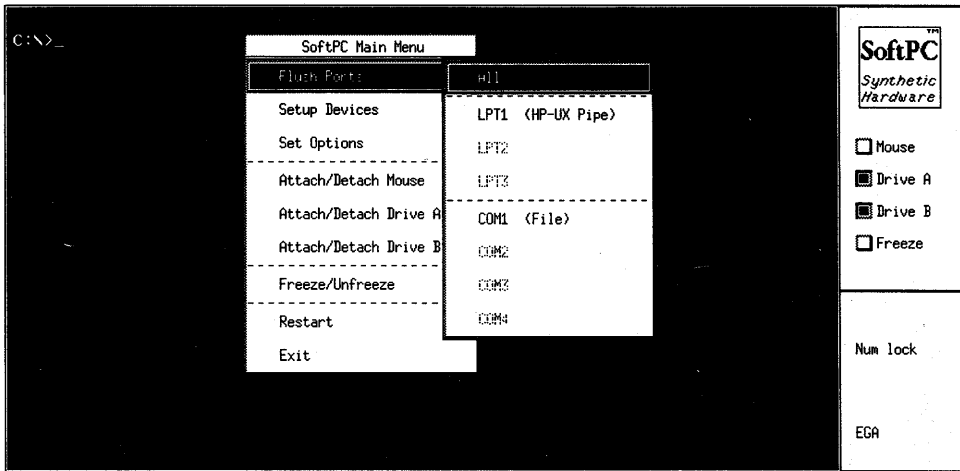 C:\>_
SoftPC Main Menu
Flush Ports
Setup Devices
Set Options
Attach/Detach Mouse
Attach/Detach Drive A
Attach/Detach Drive B
Freeze/Unfreeze
Restart
Exit
All
LPT1 (HP-UX Pipe)
LPT2
LPT3
COM1 (File)
COM2
COM3
COM4
TM
SoftPC
Synthetic
Hardware
Mouse
Drive A
Drive B
Freeze
Num lock
EGA